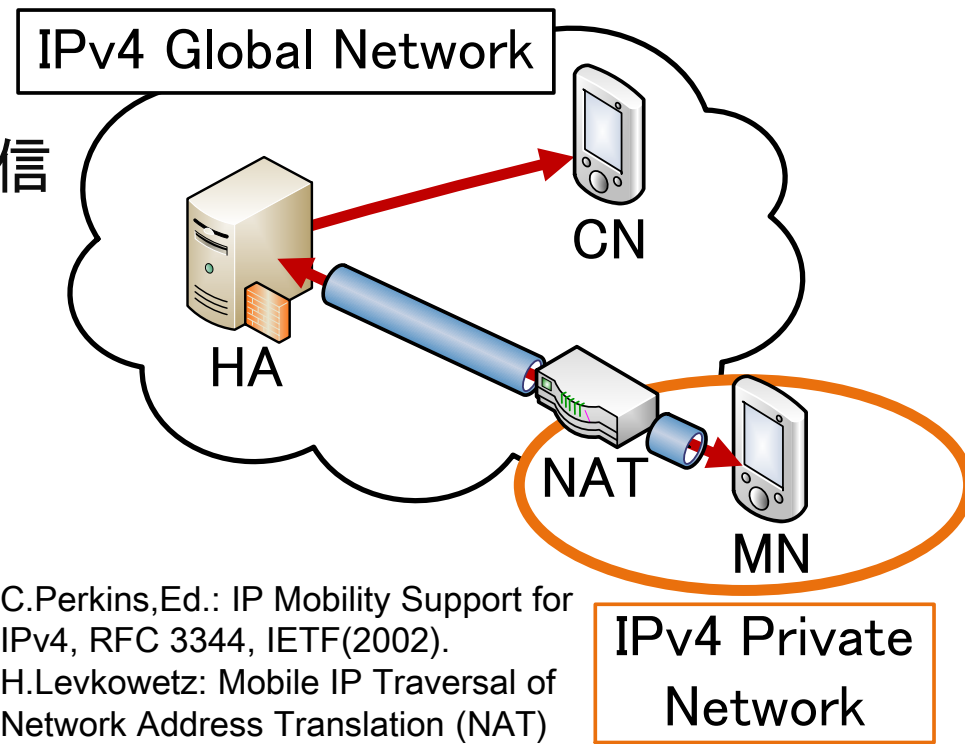 IPv4 Global Network
信
CN
HA
NAT
MN
C.Perkins,Ed.: IP Mobility Support for
IPv4, RFC 3344, IETF(2002).
H.Levkowetz: Mobile IP Traversal of
Network Address Translation (NAT)
IPv4 Private
Network